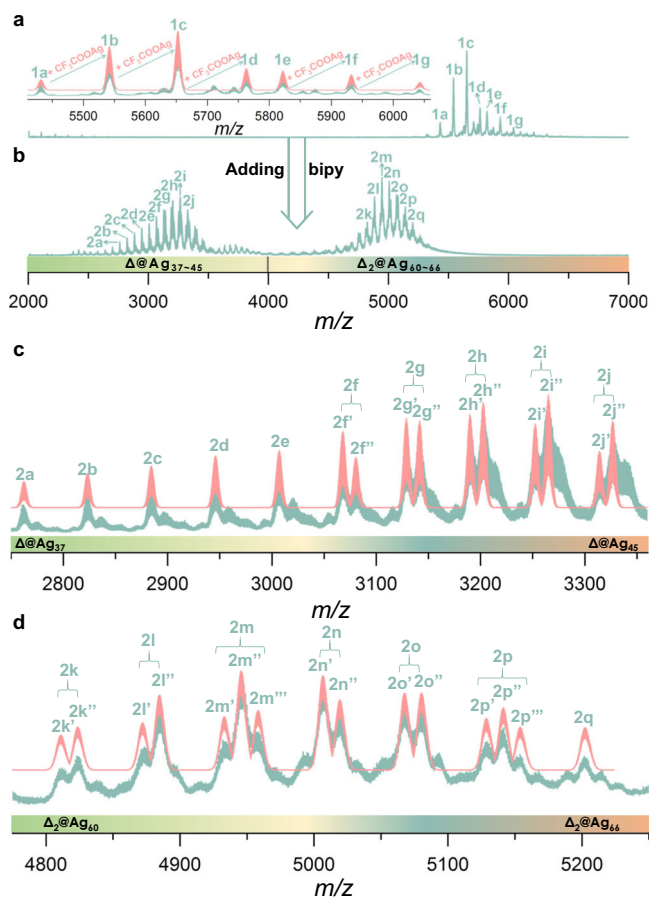 a
1a
+ CF₃COOAg
1b
+ CF₃COOAg
1c
+ CF₃COOAg
1d
1e
+ CF₃COOAg
1f
+ CF₃COOAg
1g
5500 5600 5700 5800 5900 6000
m/z
1a
1b
1c
1d
1e
1f
1g
Adding bipy
b
2a
2b
2c
2d
2e
2f
2g
2h
2i
2j
2k
2l
2m
2n
2o
2p
2q
Δ@Ag₃₇~₄₅ Δ₂@Ag₆₀~₆₆
2000 3000 4000 5000 6000 7000
m/z
c
2a
2b
2c
2d
2e
2f
2f' 2f''
2g
2g' 2g''
2h
2h' 2h''
2i
2i' 2i''
2j
2j' 2j''
Δ@Ag₃₇ Δ@Ag₄₅
2800 2900 3000 3100 3200 3300
m/z
d
2k
2k' 2k''
2l
2l' 2l''
2m
2m' 2m'' 2m'''
2n
2n' 2n''
2o
2o' 2o''
2p
2p' 2p'' 2p'''
2q
Δ₂@Ag₆₀ Δ₂@Ag₆₆
4800 4900 5000 5100 5200
m/z